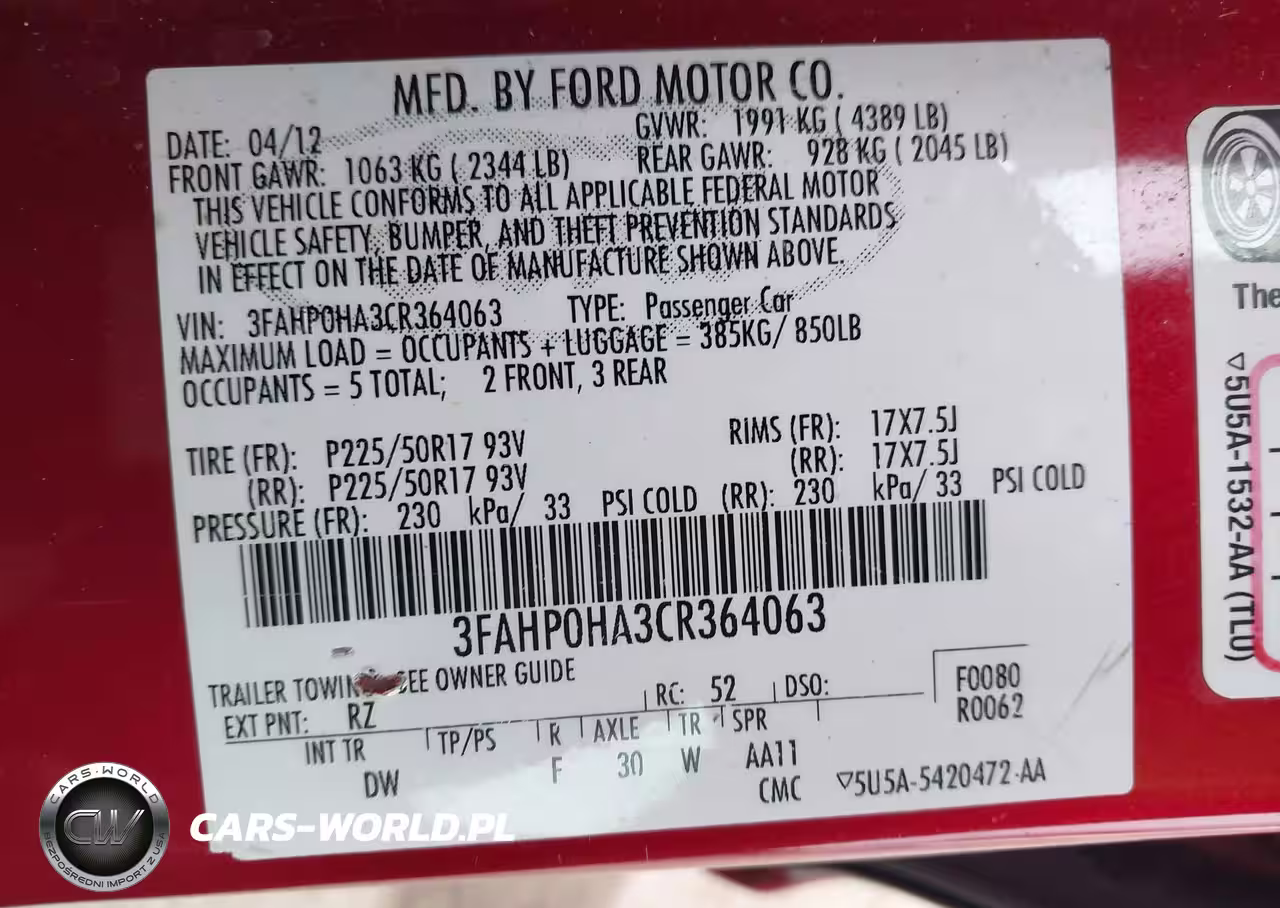 MFD. BY FORD MOTOR CO.
DATE: 04/12 GVWR: 1991 KG ( 4389 LB)
FRONT GAWR: 1063 KG ( 2344 LB) REAR GAWR: 928 KG ( 2045 LB)
THIS VEHICLE CONFORMS TO ALL APPLICABLE FEDERAL MOTOR
VEHICLE SAFETY, BUMPER, AND THEFT PREVENTION STANDARDS
IN EFFECT ON THE DATE OF MANUFACTURE SHOWN ABOVE.
VIN: 3FAHP0HA3CR364063 TYPE: Passenger Car
MAXIMUM LOAD = OCCUPANTS + LUGGAGE = 385KG/ 850LB
OCCUPANTS = 5 TOTAL; 2 FRONT, 3 REAR
TIRE (FR): P225/50R17 93V RIMS (FR): 17X7.5J
(RR): P225/50R17 93V (RR): 17X7.5J
PRESSURE (FR): 230 kPa/ 33 PSI COLD (RR): 230 kPa/ 33 PSI COLD
3FAHP0HA3CR364063
TRAILER TOWIN SEE OWNER GUIDE
EXT PNT: RZ RC: 52 DSO: F0080
R0062
INT TR TP/PS R AXLE TR SPR
DW F 30 W AA11
CMC ▽5U5A-5420472-AA
The
▽5U5A-1532-AA (TLU)
CARS-WORLD
CW
BEZPOŚREDNI IMPORT Z USA
CARS-WORLD.PL